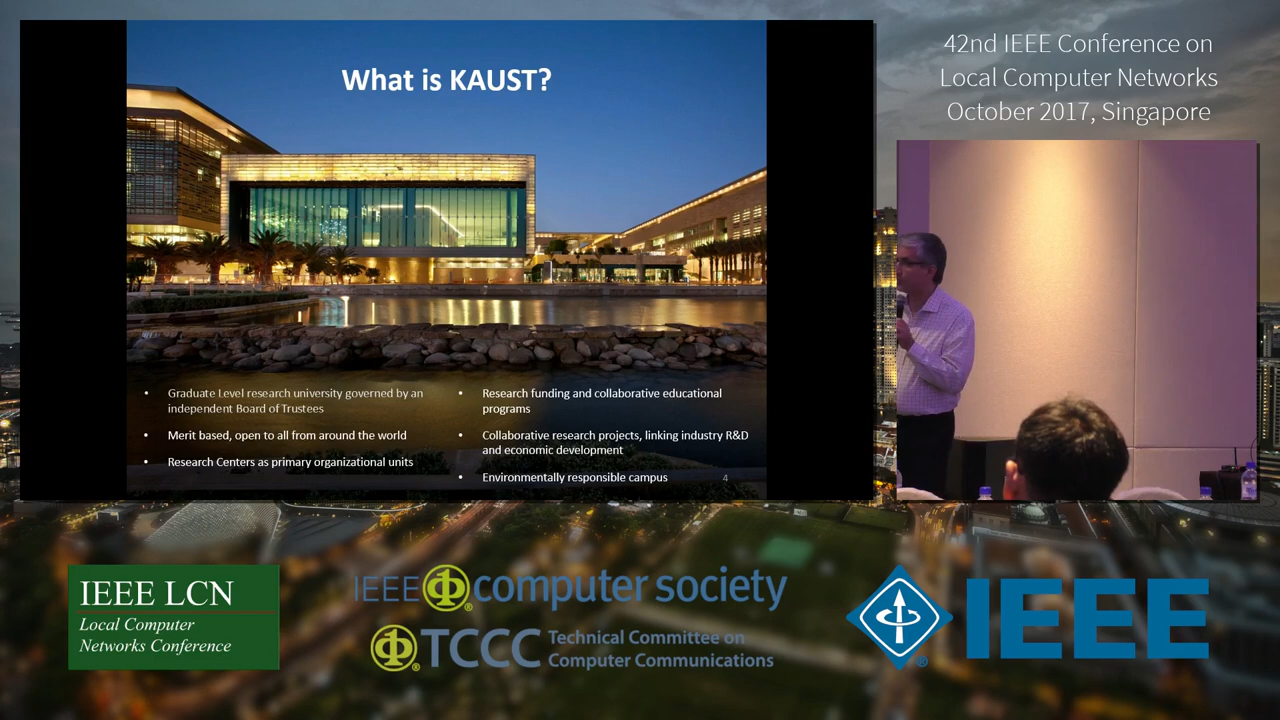 What is KAUST?
• Graduate Level research university governed by an
independent Board of Trustees
• Merit based, open to all from around the world
• Research Centers as primary organizational units
• Research funding and collaborative educational
programs
• Collaborative research projects, linking industry R&D
and economic development
• Environmentally responsible campus
4
42nd IEEE Conference on
Local Computer Networks
October 2017, Singapore
IEEE LCN
Local Computer
Networks Conference
IEEE computer society
®
TCCC Technical Committee on
Computer Communications
®
IEEE
®